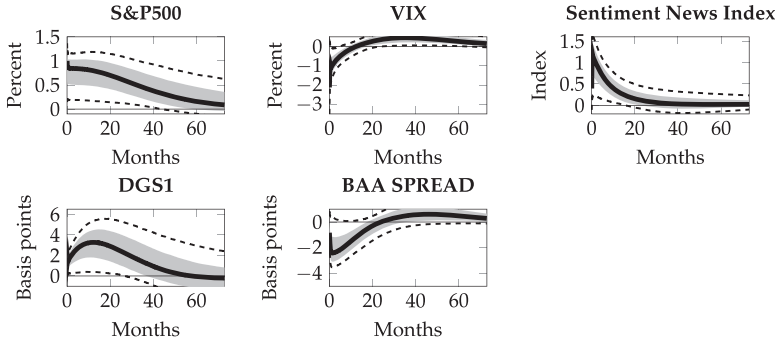 S&P500
VIX
Sentiment News Index
Percent
1.5
1
0.5
0
0 20 40 60
Months
Percent
0
−1
−2
−3
0 20 40 60
Months
Index
1.5
1
0.5
0
0 20 40 60
Months
DGS1
BAA SPREAD
Basis points
6
4
2
0
0 20 40 60
Months
Basis points
0
−2
−4
0 20 40 60
Months